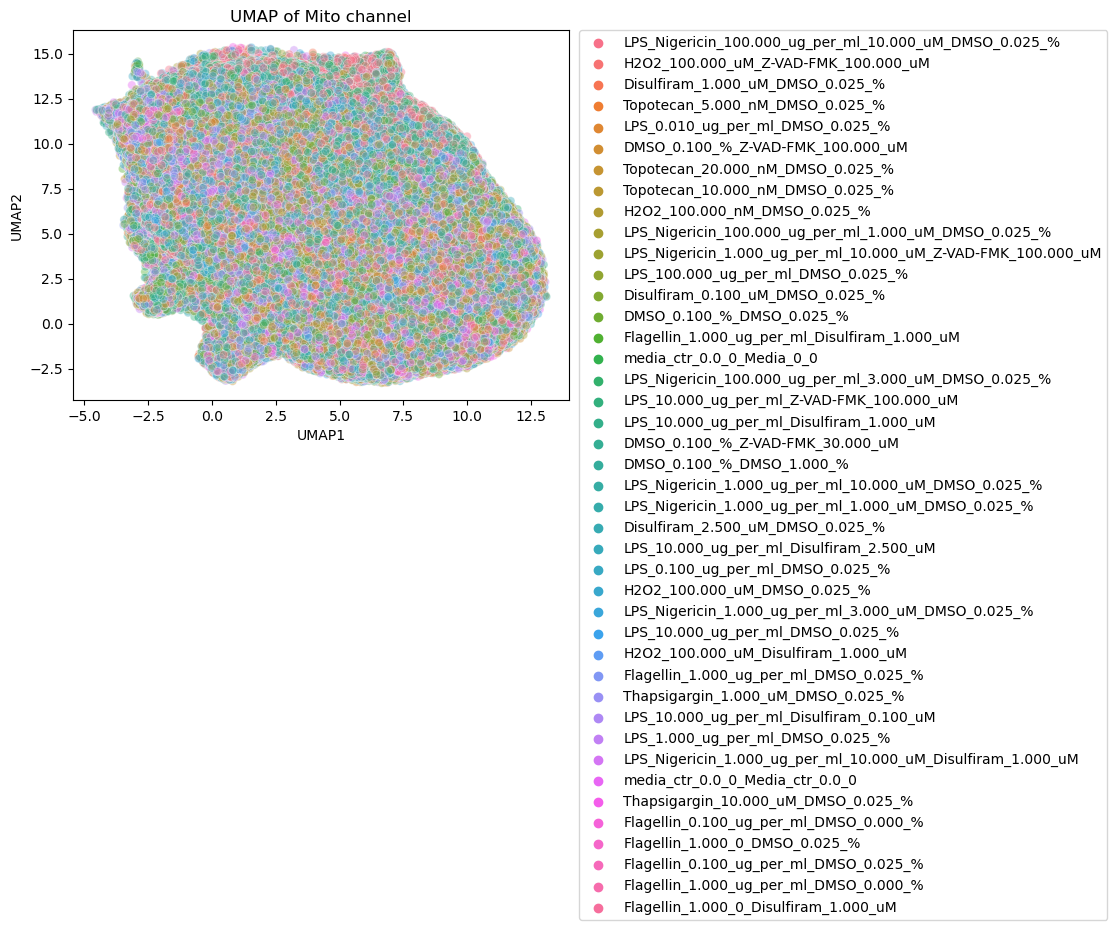 UMAP of Mito channel
15.0
12.5
10.0
7.5
5.0
2.5
0.0
−2.5
UMAP2
−5.0
−2.5
0.0
2.5
5.0
7.5
10.0
12.5
UMAP1
LPS_Nigericin_100.000_ug_per_ml_10.000_uM_DMSO_0.025_%
H2O2_100.000_uM_Z-VAD-FMK_100.000_uM
Disulfiram_1.000_uM_DMSO_0.025_%
Topotecan_5.000_nM_DMSO_0.025_%
LPS_0.010_ug_per_ml_DMSO_0.025_%
DMSO_0.100_%_Z-VAD-FMK_100.000_uM
Topotecan_20.000_nM_DMSO_0.025_%
Topotecan_10.000_nM_DMSO_0.025_%
H2O2_100.000_nM_DMSO_0.025_%
LPS_Nigericin_100.000_ug_per_ml_1.000_uM_DMSO_0.025_%
LPS_Nigericin_1.000_ug_per_ml_10.000_uM_Z-VAD-FMK_100.000_uM
LPS_100.000_ug_per_ml_DMSO_0.025_%
Disulfiram_0.100_uM_DMSO_0.025_%
DMSO_0.100_%_DMSO_0.025_%
Flagellin_1.000_ug_per_ml_Disulfiram_1.000_uM
media_ctr_0.0_0_Media_0_0
LPS_Nigericin_100.000_ug_per_ml_3.000_uM_DMSO_0.025_%
LPS_10.000_ug_per_ml_Z-VAD-FMK_100.000_uM
LPS_10.000_ug_per_ml_Disulfiram_1.000_uM
DMSO_0.100_%_Z-VAD-FMK_30.000_uM
DMSO_0.100_%_DMSO_1.000_%
LPS_Nigericin_1.000_ug_per_ml_10.000_uM_DMSO_0.025_%
LPS_Nigericin_1.000_ug_per_ml_1.000_uM_DMSO_0.025_%
Disulfiram_2.500_uM_DMSO_0.025_%
LPS_10.000_ug_per_ml_Disulfiram_2.500_uM
LPS_0.100_ug_per_ml_DMSO_0.025_%
H2O2_100.000_uM_DMSO_0.025_%
LPS_Nigericin_1.000_ug_per_ml_3.000_uM_DMSO_0.025_%
LPS_10.000_ug_per_ml_DMSO_0.025_%
H2O2_100.000_uM_Disulfiram_1.000_uM
Flagellin_1.000_ug_per_ml_DMSO_0.025_%
Thapsigargin_1.000_uM_DMSO_0.025_%
LPS_10.000_ug_per_ml_Disulfiram_0.100_uM
LPS_1.000_ug_per_ml_DMSO_0.025_%
LPS_Nigericin_1.000_ug_per_ml_10.000_uM_Disulfiram_1.000_uM
media_ctr_0.0_0_Media_ctr_0.0_0
Thapsigargin_10.000_uM_DMSO_0.025_%
Flagellin_0.100_ug_per_ml_DMSO_0.000_%
Flagellin_1.000_0_DMSO_0.025_%
Flagellin_0.100_ug_per_ml_DMSO_0.025_%
Flagellin_1.000_ug_per_ml_DMSO_0.000_%
Flagellin_1.000_0_Disulfiram_1.000_uM